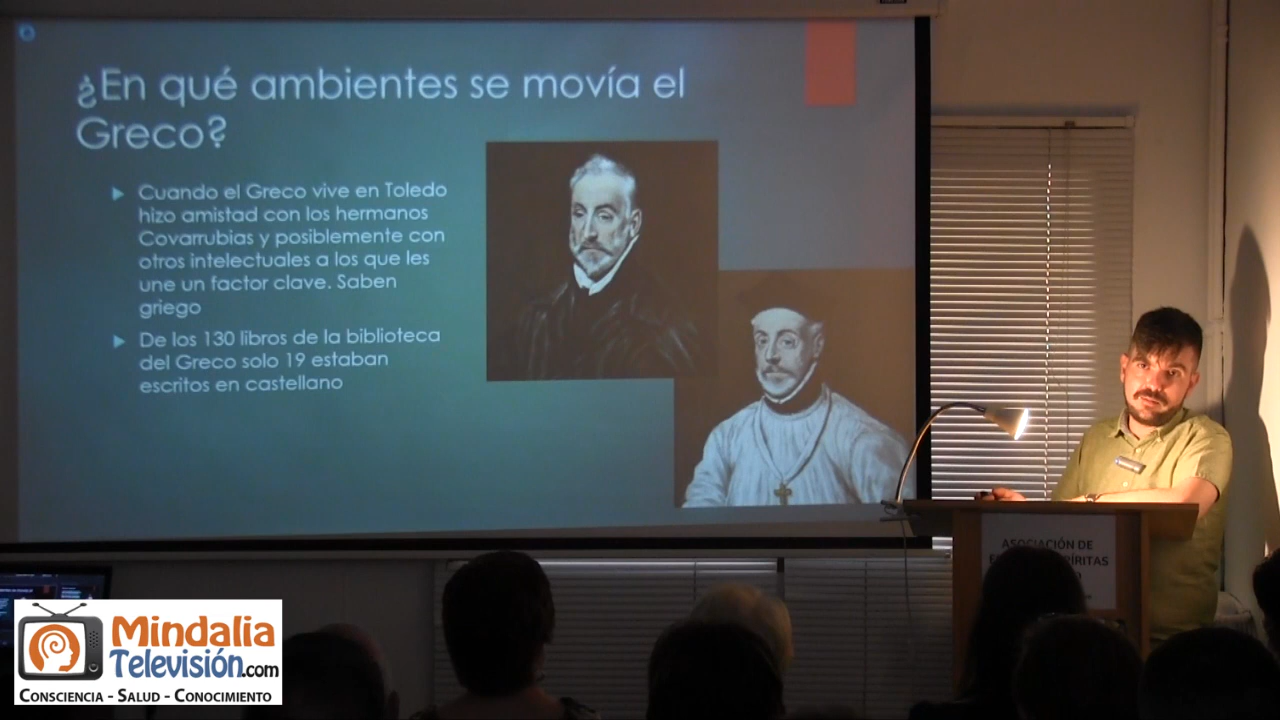 ¿En qué ambientes se movía el
Greco?
Cuando el Greco vive en Toledo
hizo amistad con los hermanos
Covarrubias y posiblemente con
otros intelectuales a los que les
une un factor clave. Saben
griego
De los 130 libros de la biblioteca
del Greco solo 19 estaban
escritos en castellano
ASOCIACIÓN DE
Mindalia
Televisión.com
CONSCIENCIA - SALUD - CONOCIMIENTO